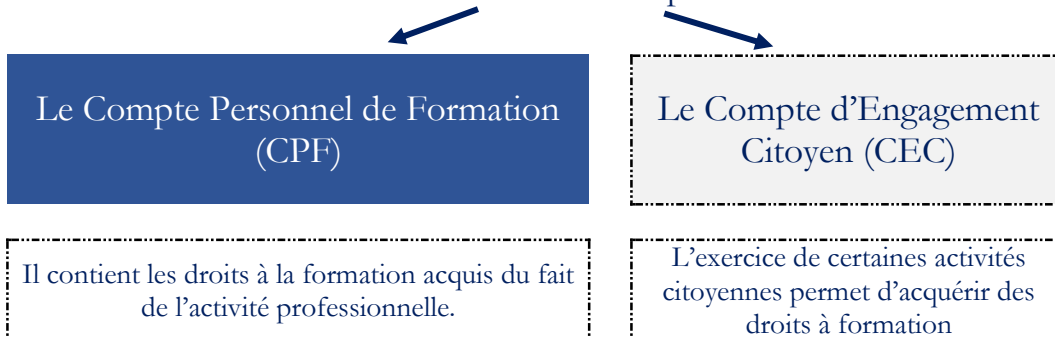 Le Compte Personnel de Formation
(CPF)
Le Compte d’Engagement
Citoyen (CEC)
Il contient les droits à la formation acquis du fait
de l’activité professionnelle.
L’exercice de certaines activités
citoyennes permet d’acquérir des
droits à formation